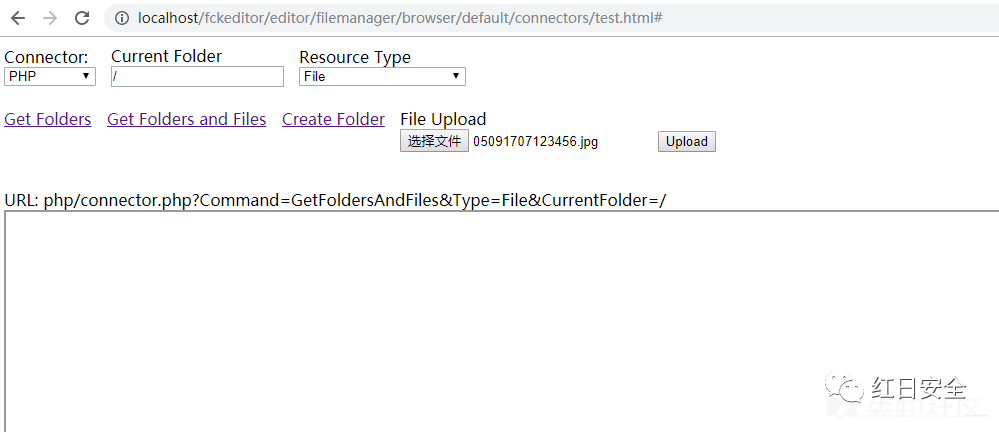 localhost/fckeditor/editor/filemanager/browser/default/connectors/test.html#
Connector: Current Folder Resource Type
PHP / File
Get Folders Get Folders and Files Create Folder File Upload
选择文件 05091707123456.jpg Upload
URL: php/connector.php?Command=GetFoldersAndFiles&Type=File&CurrentFolder=/
红日安全